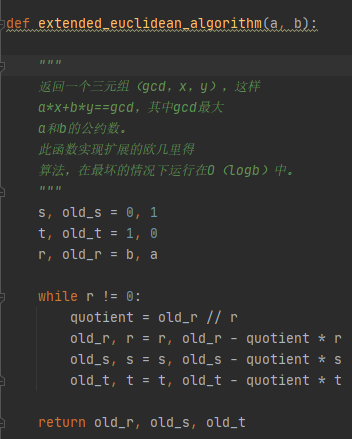 def extended_euclidean_algorithm(a, b):
"""
返回一个三元组（gcd，x，y），这样
a*x+b*y==gcd，其中gcd最大
a和b的公约数。
此函数实现扩展的欧几里得
算法，在最坏的情况下运行在O（logb）中。
"""
s, old_s = 0, 1
t, old_t = 1, 0
r, old_r = b, a
while r != 0:
quotient = old_r // r
old_r, r = r, old_r - quotient * r
old_s, s = s, old_s - quotient * s
old_t, t = t, old_t - quotient * t
return old_r, old_s, old_t